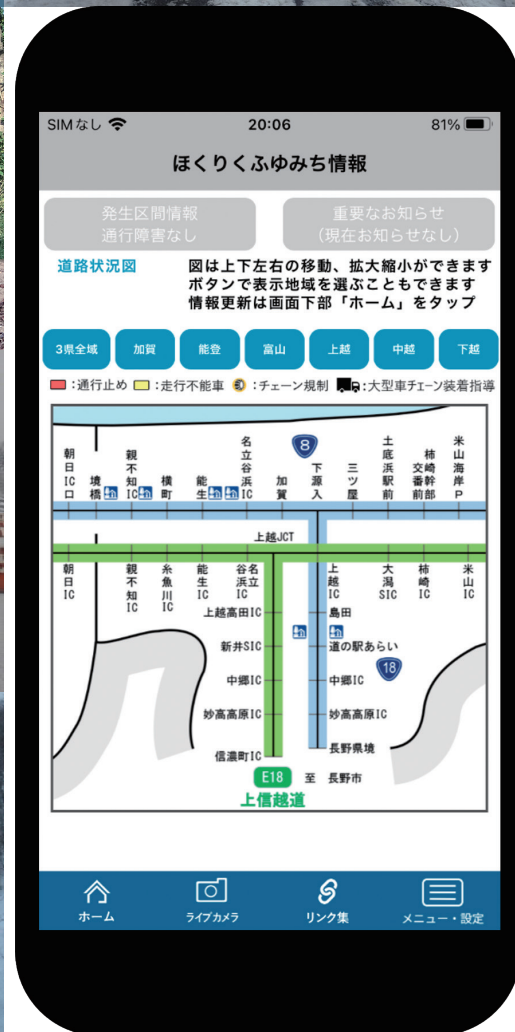 SIMなし 20:06 81%
ほくりくふゆみち情報
発生区間情報
通行障害なし
重要なお知らせ
(現在お知らせなし)
道路状況図
図は上下左右の移動、拡大縮小ができます
ボタンで表示地域を選ぶこともできます
情報更新は画面下部「ホーム」をタップ
3県全域 加賀 能登 富山 上越 中越 下越
:通行止め :走行不能車 :チェーン規制 :大型車チェーン装着指導
8
朝日IC口
境橋
親不知IC
横町
能生
名立谷浜IC
加賀
下源入
三ツ屋
土底浜駅前
柿崎幹部交番前
米山海岸P
上越JCT
朝日IC
親不知IC
糸魚川IC
能生IC
名立谷浜IC
上越IC
大潟SIC
柿崎IC
米山IC
上越高田IC
新井SIC
中郷IC
妙高高原IC
信濃町IC
島田
道の駅あらい
18
中郷IC
妙高高原IC
長野県境
E18 至 長野市
上信越道
ホーム ライブカメラ リンク集 メニュー・設定